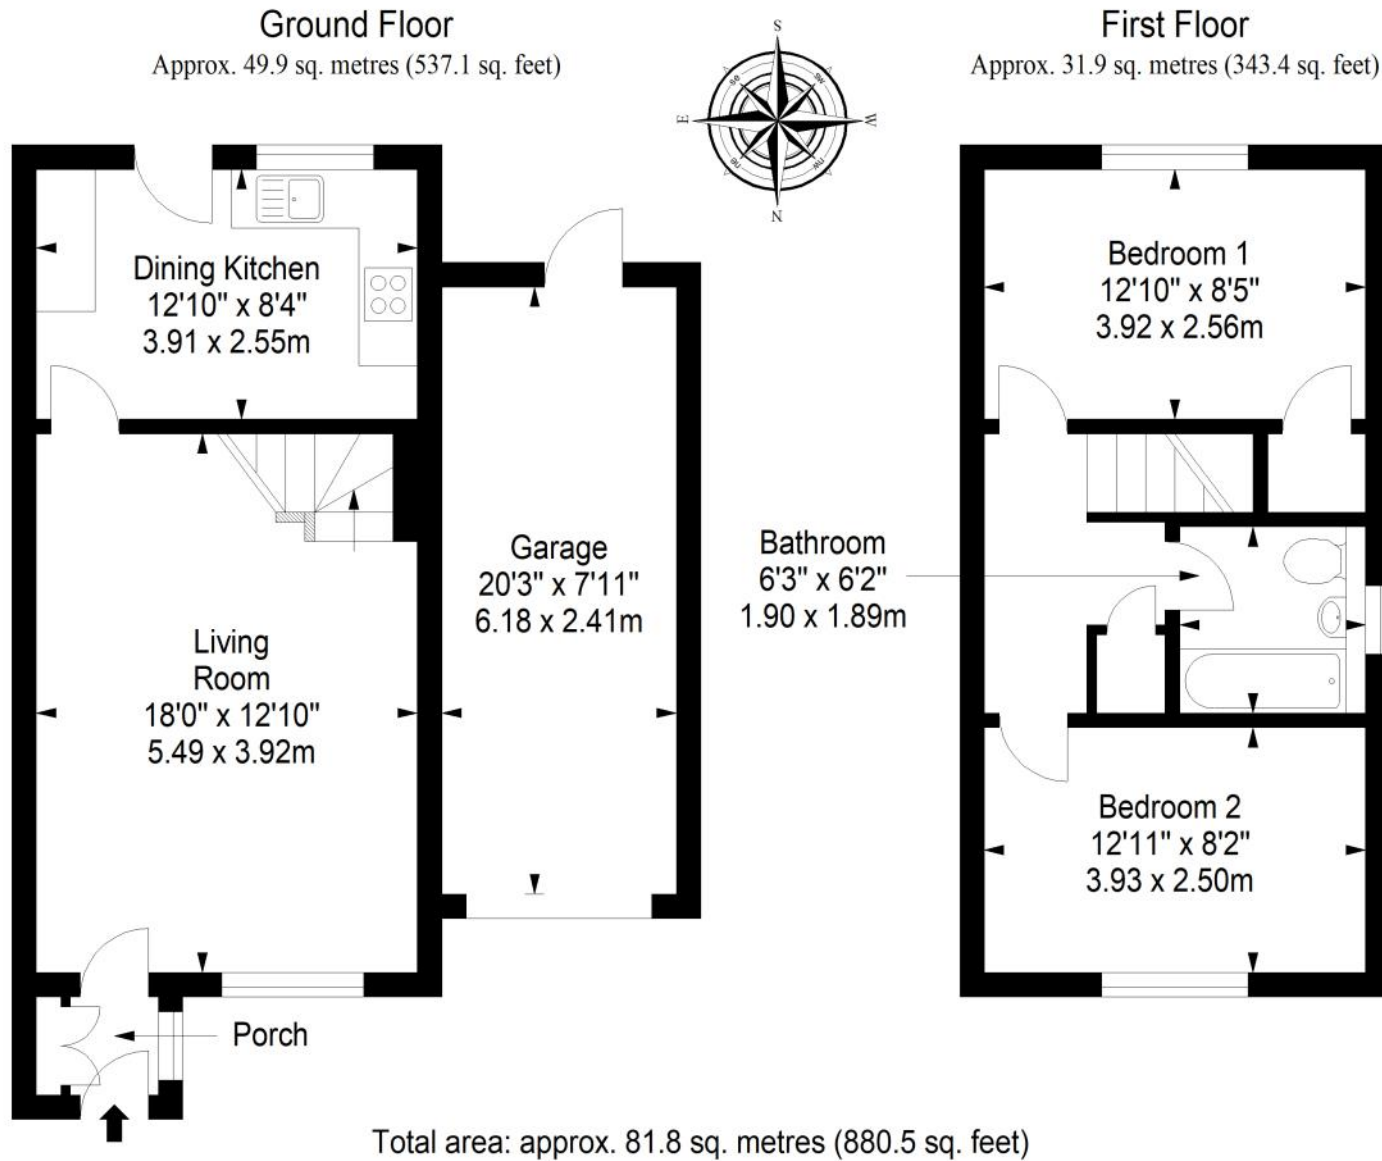 Ground Floor
Approx. 49.9 sq. metres (537.1 sq. feet)
S
se
sw
E
W
ne
nw
N
First Floor
Approx. 31.9 sq. metres (343.4 sq. feet)
Dining Kitchen
12'10" x 8'4"
3.91 x 2.55m
Garage
20'3" x 7'11"
6.18 x 2.41m
Living
Room
18'0" x 12'10"
5.49 x 3.92m
Porch
Bedroom 1
12'10" x 8'5"
3.92 x 2.56m
Bathroom
6'3" x 6'2"
1.90 x 1.89m
Bedroom 2
12'11" x 8'2"
3.93 x 2.50m
Total area: approx. 81.8 sq. metres (880.5 sq. feet)